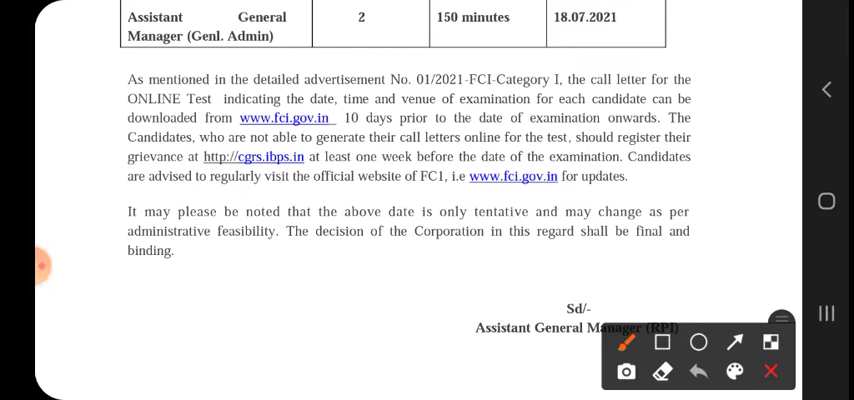 Assistant General 2 150 minutes 18.07.2021
Manager (Genl. Admin)
As mentioned in the detailed advertisement No. 01/2021-FCI-Category I, the call letter for the
ONLINE Test indicating the date, time and venue of examination for each candidate can be
downloaded from www.fci.gov.in 10 days prior to the date of examination onwards. The
Candidates, who are not able to generate their call letters online for the test, should register their
grievance at http://cgrs.ibps.in at least one week before the date of the examination. Candidates
are advised to regularly visit the official website of FC1, i.e www.fci.gov.in for updates.
It may please be noted that the above date is only tentative and may change as per
administrative feasibility. The decision of the Corporation in this regard shall be final and
binding.
Sd/-
Assistant General Manager (RPI)